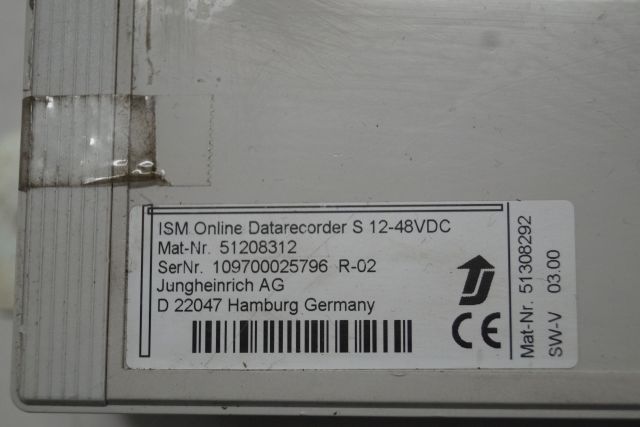 ISM Online Datarecorder S 12-48VDC
Mat-Nr. 51208312
SerNr. 109700025796 R-02
Jungheinrich AG
D 22047 Hamburg Germany
CE
Mat-Nr. 51308292
SW-V 03.00